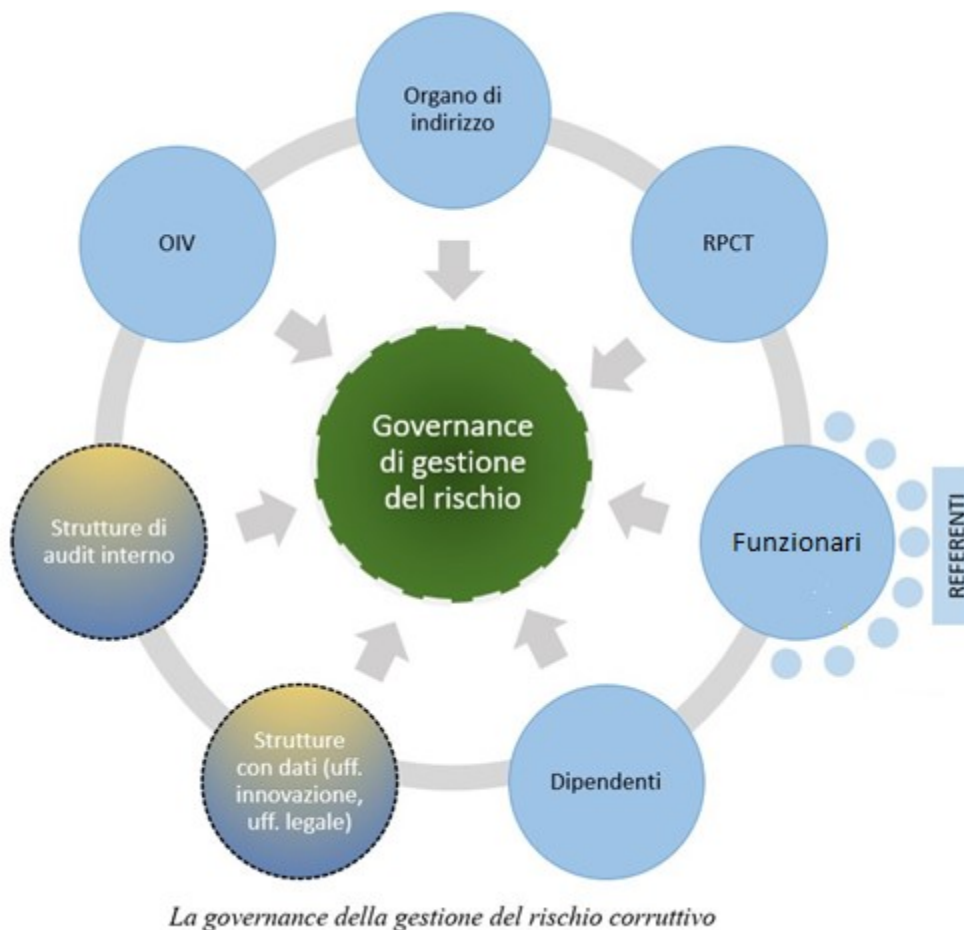 Organo di
indirizzo
OIV
RPCT
Governance
di gestione
del rischio
Strutture di
audit interno
Funzionari
REFERENTI
Strutture
con dati (uff.
innovazione,
uff. legale)
Dipendenti
La governance della gestione del rischio corruttivo